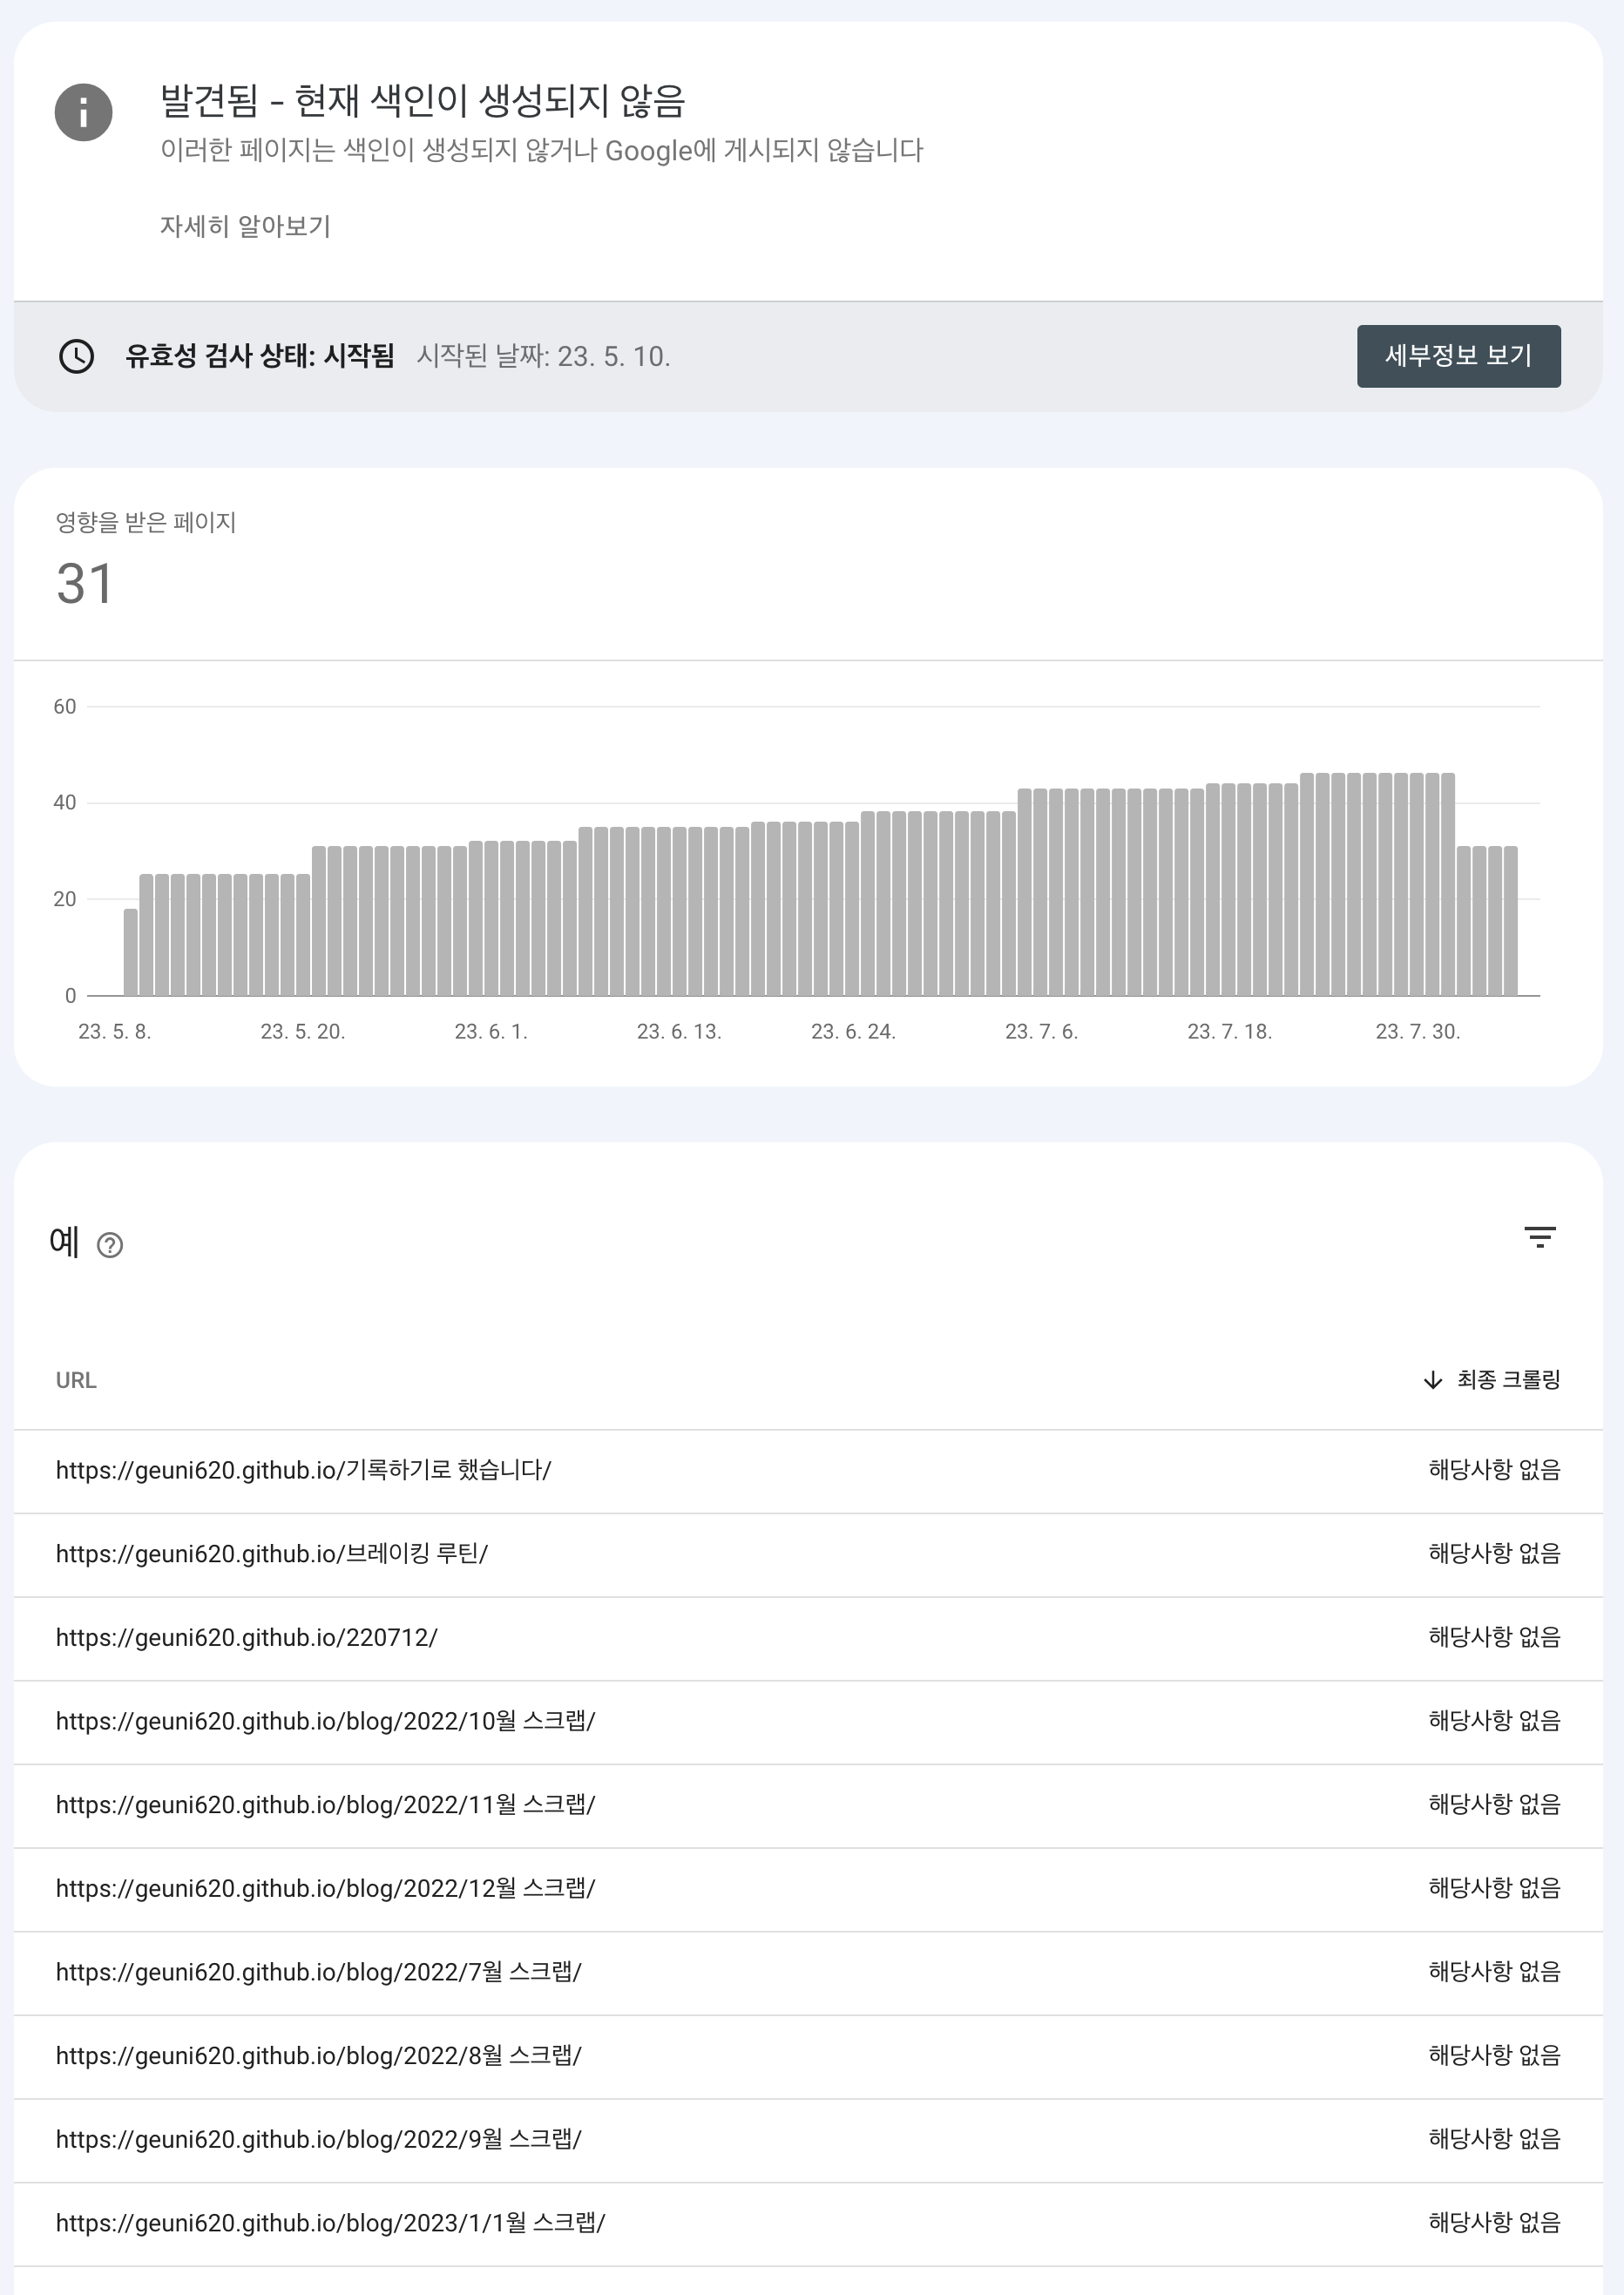 발견됨 - 현재 색인이 생성되지 않음
이러한 페이지는 색인이 생성되지 않거나 Google에 게시되지 않습니다
자세히 알아보기
유효성 검사 상태: 시작됨 시작된 날짜: 23. 5. 10. 세부정보 보기
영향을 받은 페이지
31
60
40
20
0
23. 5. 8. 23. 5. 20. 23. 6. 1. 23. 6. 13. 23. 6. 24. 23. 7. 6. 23. 7. 18. 23. 7. 30.
예
URL 최종 크롤링
https://geuni620.github.io/기록하기로 했습니다/ 해당사항 없음
https://geuni620.github.io/브레이킹 루틴/ 해당사항 없음
https://geuni620.github.io/220712/ 해당사항 없음
https://geuni620.github.io/blog/2022/10월 스크랩/ 해당사항 없음
https://geuni620.github.io/blog/2022/11월 스크랩/ 해당사항 없음
https://geuni620.github.io/blog/2022/12월 스크랩/ 해당사항 없음
https://geuni620.github.io/blog/2022/7월 스크랩/ 해당사항 없음
https://geuni620.github.io/blog/2022/8월 스크랩/ 해당사항 없음
https://geuni620.github.io/blog/2022/9월 스크랩/ 해당사항 없음
https://geuni620.github.io/blog/2023/1/1월 스크랩/ 해당사항 없음